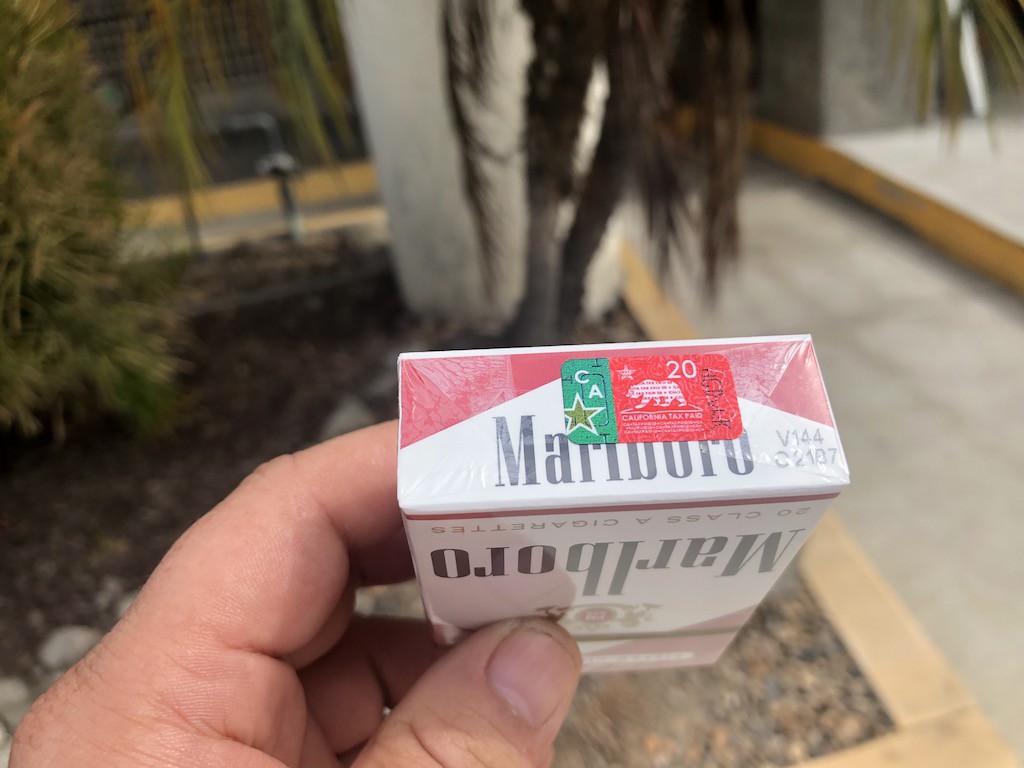 CA
20
CALIFORNIA TAX PAID
Marlboro
V144
20 CLASS A CIGARETTES
Marlboro